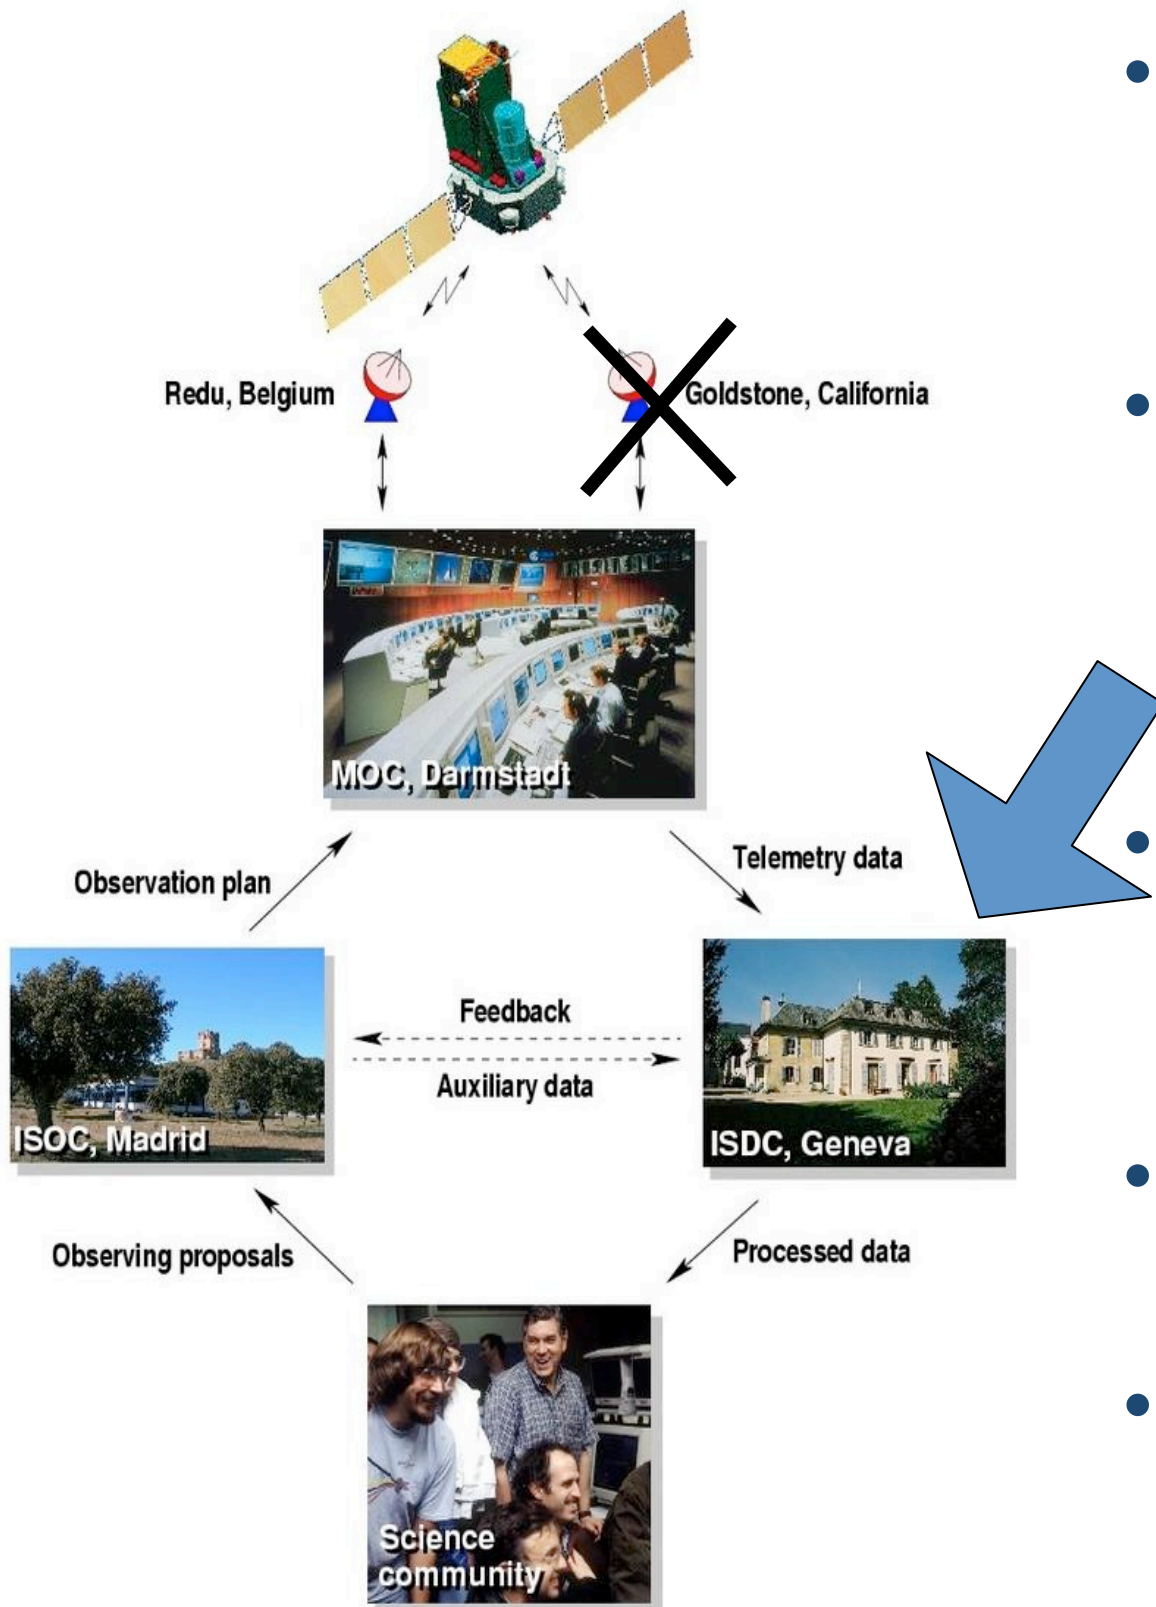 Redu, Belgium
Goldstone, California
MOC, Darmstadt
Observation plan
Telemetry data
Feedback
Auxiliary data
ISOC, Madrid
ISDC, Geneva
Observing proposals
Processed data
Science
community